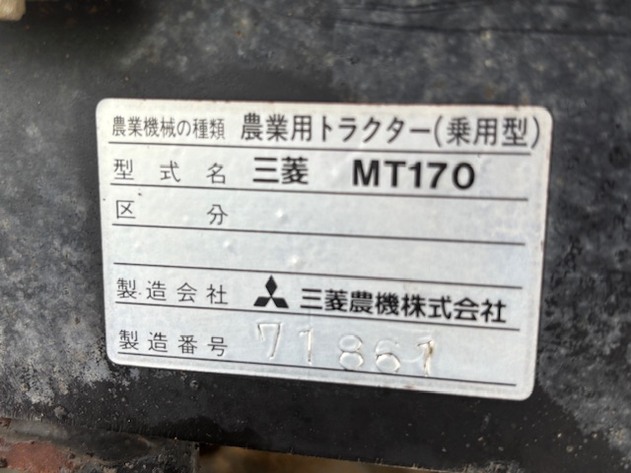 農業機械の種類 農業用トラクター(乗用型)
型式名 三菱 MT170
区分
製造会社 三菱農機株式会社
製造番号 71861